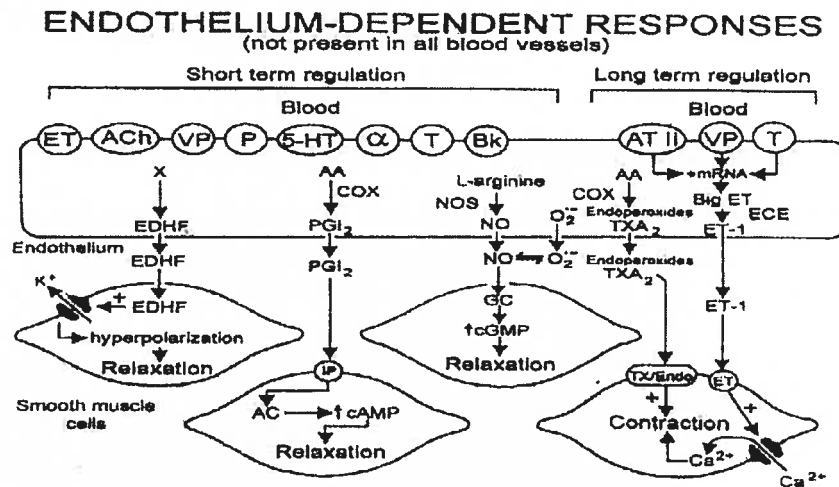 ENDOTHELIUM-DEPENDENT RESPONSES
(not present in all blood vessels)
Short term regulation
Long term regulation
Blood
Blood
ET ACh VP P 5-HT α T Bk
AT II VP T
X
EDHF
EDHF
EDHF
K+
+
hyperpolarization
Relaxation
AA
COX
PGI2
PGI2
IP
AC
↑cAMP
Relaxation
L-arginine
NOS
NO
NO
GC
↑cGMP
Relaxation
O2·−
O2·−
AA
COX
Endoperoxides
TXA2
Endoperoxides
TXA2
+mRNA
Big ET
ECE
ET-1
ET-1
TX/Endo
ET
+
+
Contraction
Ca2+
Ca2+
Endothelium
Smooth muscle
cells